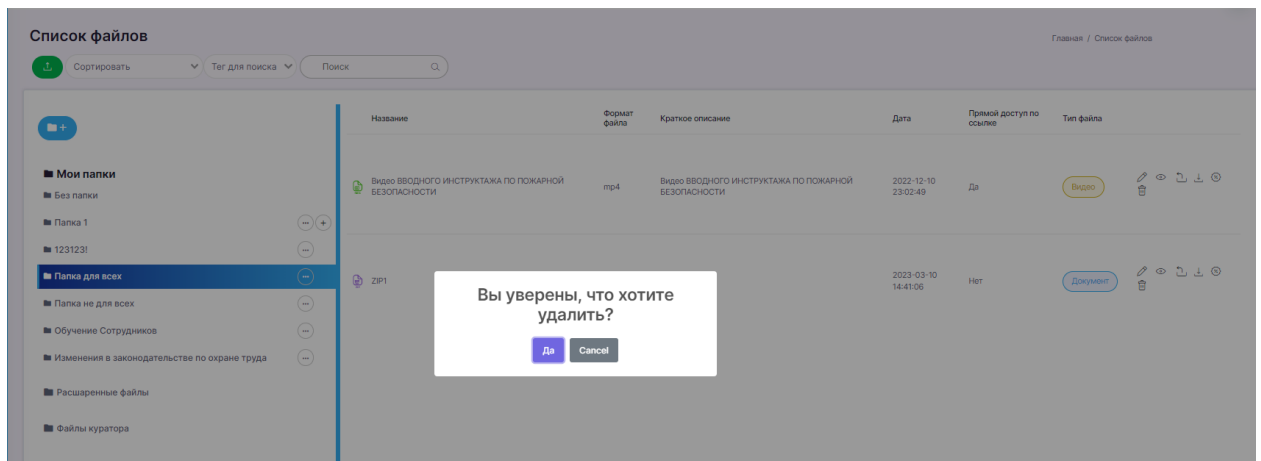 Список файлов
Главная / Список файлов
Сортировать
Тег для поиска
Поиск
Мои папки
Без папки
Папка 1
123123!
Папка для всех
Папка не для всех
Обучение Сотрудников
Изменения в законодательстве по охране труда
Расшаренные файлы
Файлы куратора
Название
Формат
файла
Краткое описание
Дата
Прямой доступ по
ссылке
Тип файла
Видео ВВОДНОГО ИНСТРУКТАЖА ПО ПОЖАРНОЙ
БЕЗОПАСНОСТИ
mp4
Видео ВВОДНОГО ИНСТРУКТАЖА ПО ПОЖАРНОЙ
БЕЗОПАСНОСТИ
2022-12-10
23:02:49
Да
Видео
ZIP1
2023-03-10
14:41:06
Нет
Документ
Вы уверены, что хотите
удалить?
Да
Cancel